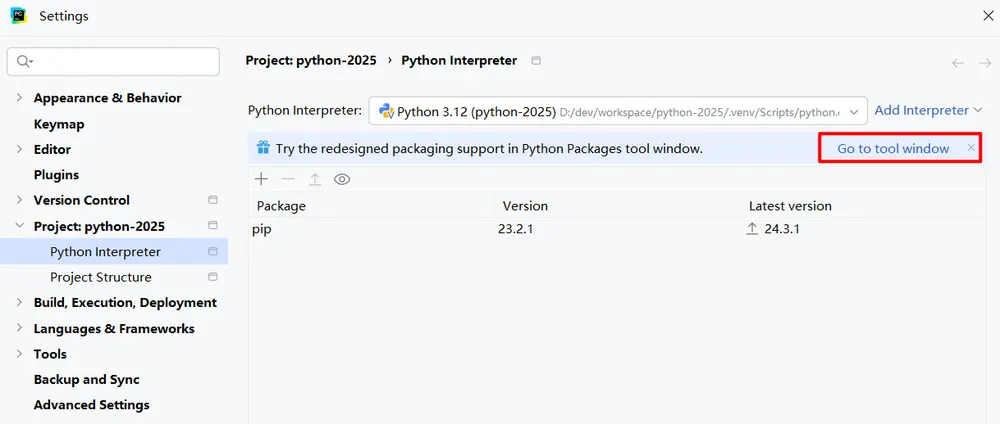 Settings
Project: python-2025 › Python Interpreter
Appearance & Behavior
Keymap
Editor
Plugins
Version Control
Project: python-2025
Python Interpreter
Project Structure
Build, Execution, Deployment
Languages & Frameworks
Tools
Backup and Sync
Advanced Settings
Python Interpreter: Python 3.12 (python-2025) D:/dev/workspace/python-2025/.venv/Scripts/python.e Add Interpreter
Try the redesigned packaging support in Python Packages tool window. Go to tool window
Package Version Latest version
pip 23.2.1 24.3.1